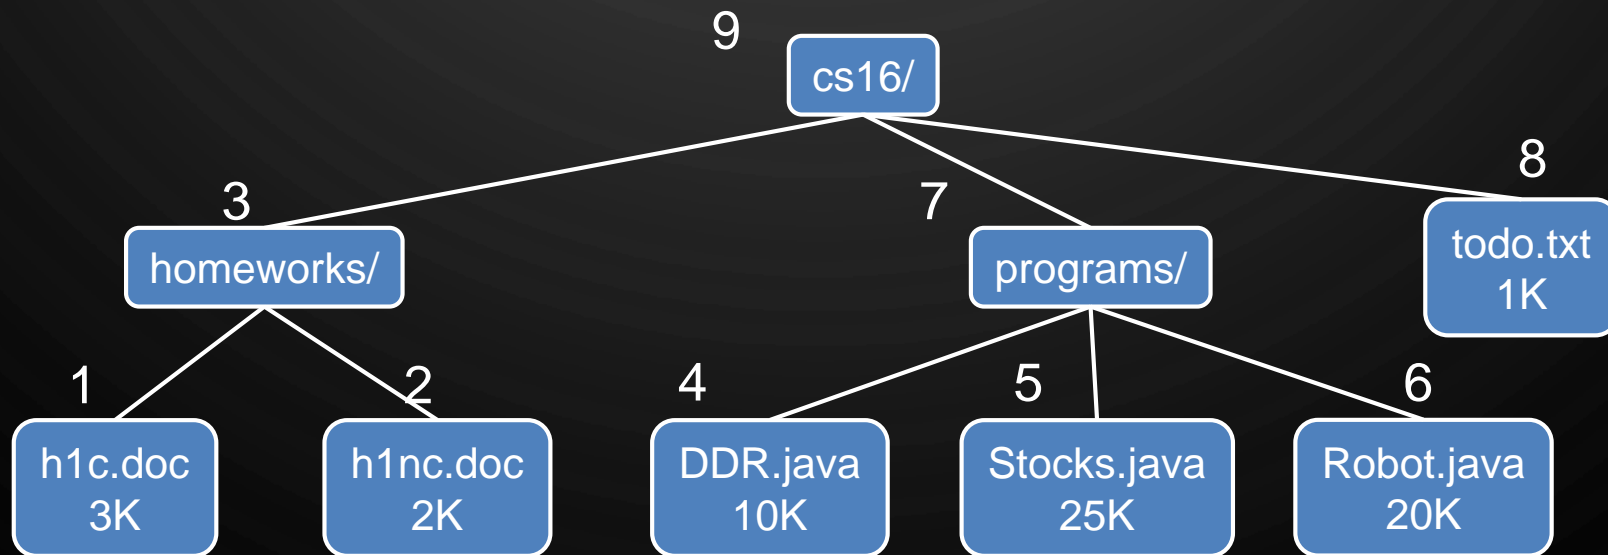 9
cs16/
8
3
7
todo.txt
1K
homeworks/
programs/
1
2
4
5
6
h1c.doc
3K
h1nc.doc
2K
DDR.java
10K
Stocks.java
25K
Robot.java
20K